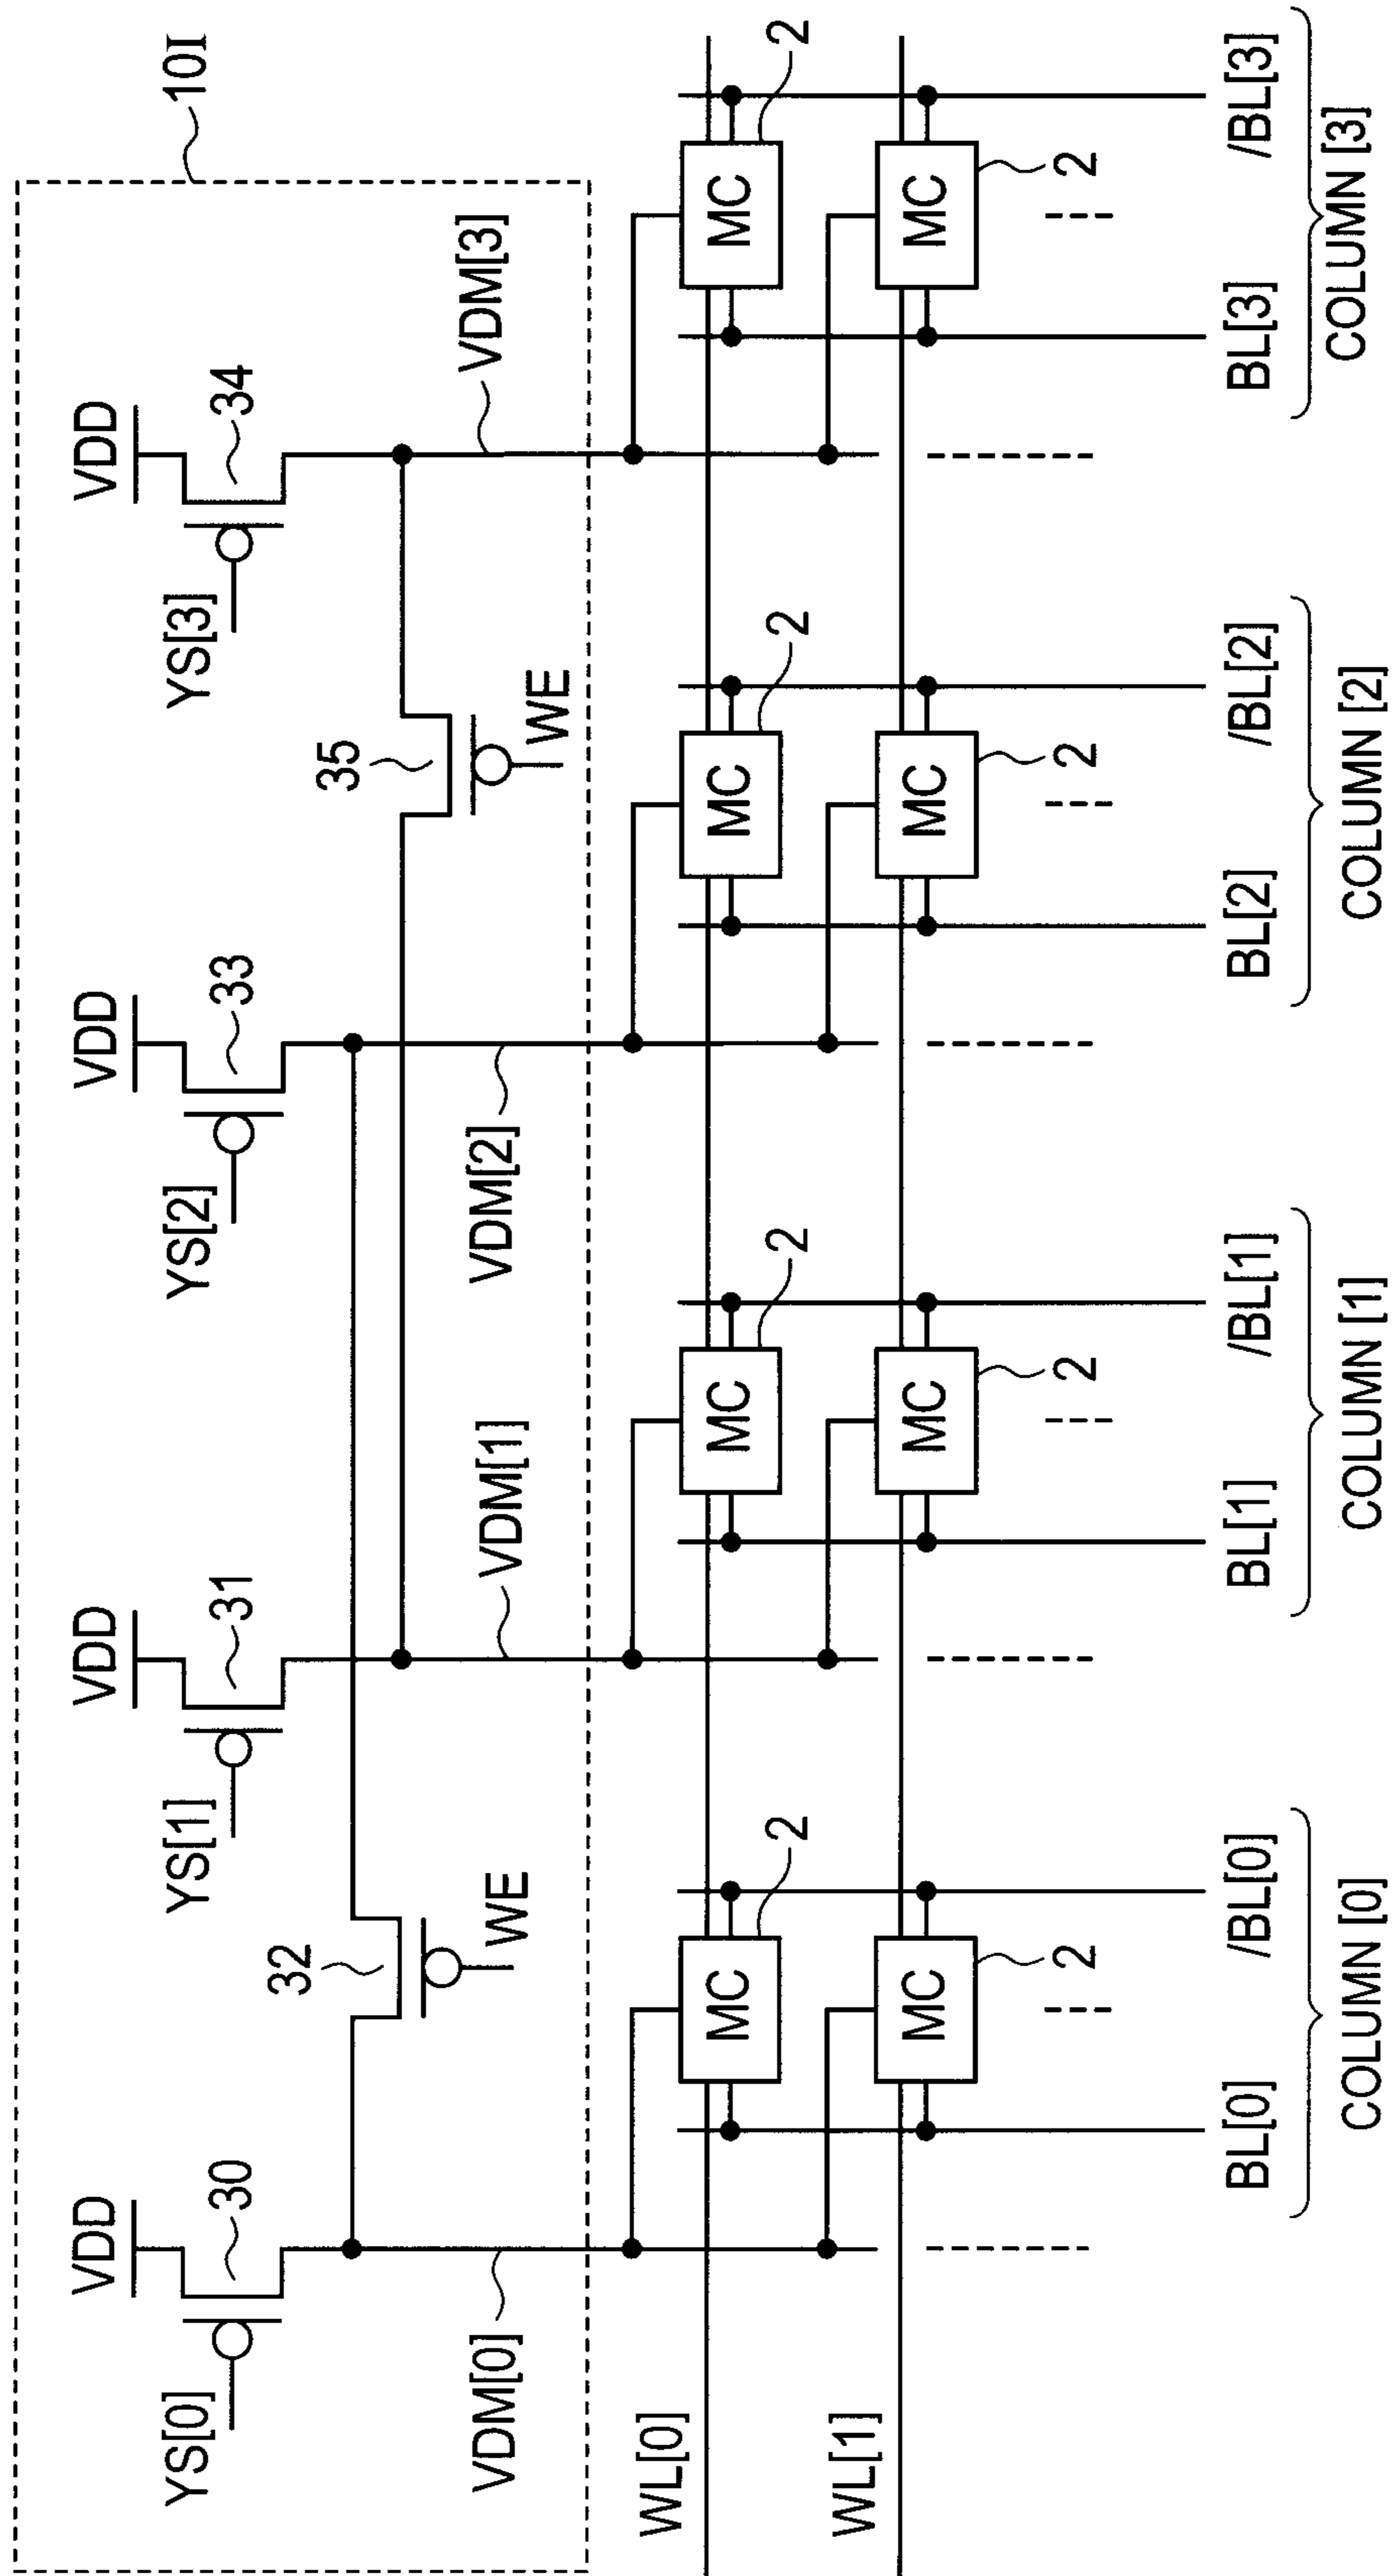 10I
VDD
VDD
VDD
VDD
30
31
33
34
YS[0]
YS[1]
YS[2]
YS[3]
32
35
WE
WE
VDM[0]
VDM[1]
VDM[2]
VDM[3]
WL[0]
MC
2
MC
2
MC
2
MC
2
WL[1]
MC
2
MC
2
MC
2
MC
2
BL[0]
/BL[0]
BL[1]
/BL[1]
BL[2]
/BL[2]
BL[3]
/BL[3]
COLUMN [0]
COLUMN [1]
COLUMN [2]
COLUMN [3]